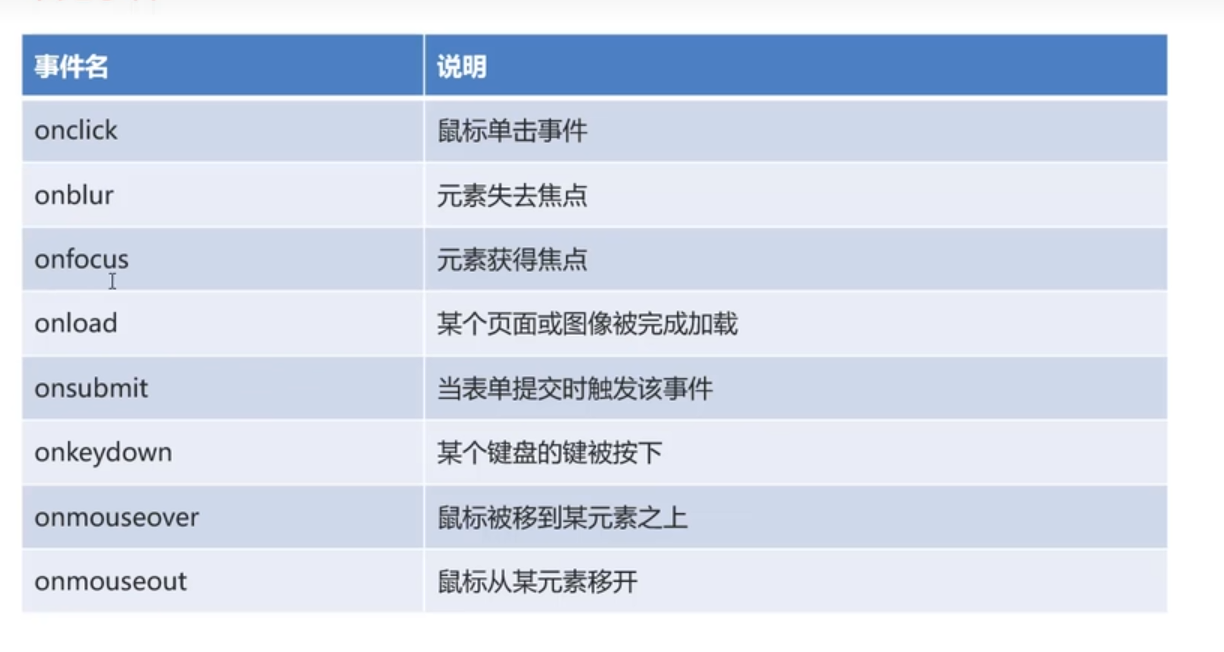 事件名 说明
onclick 鼠标单击事件
onblur 元素失去焦点
onfocus 元素获得焦点
onload 某个页面或图像被完成加载
onsubmit 当表单提交时触发该事件
onkeydown 某个键盘的键被按下
onmouseover 鼠标被移到某元素之上
onmouseout 鼠标从某元素移开